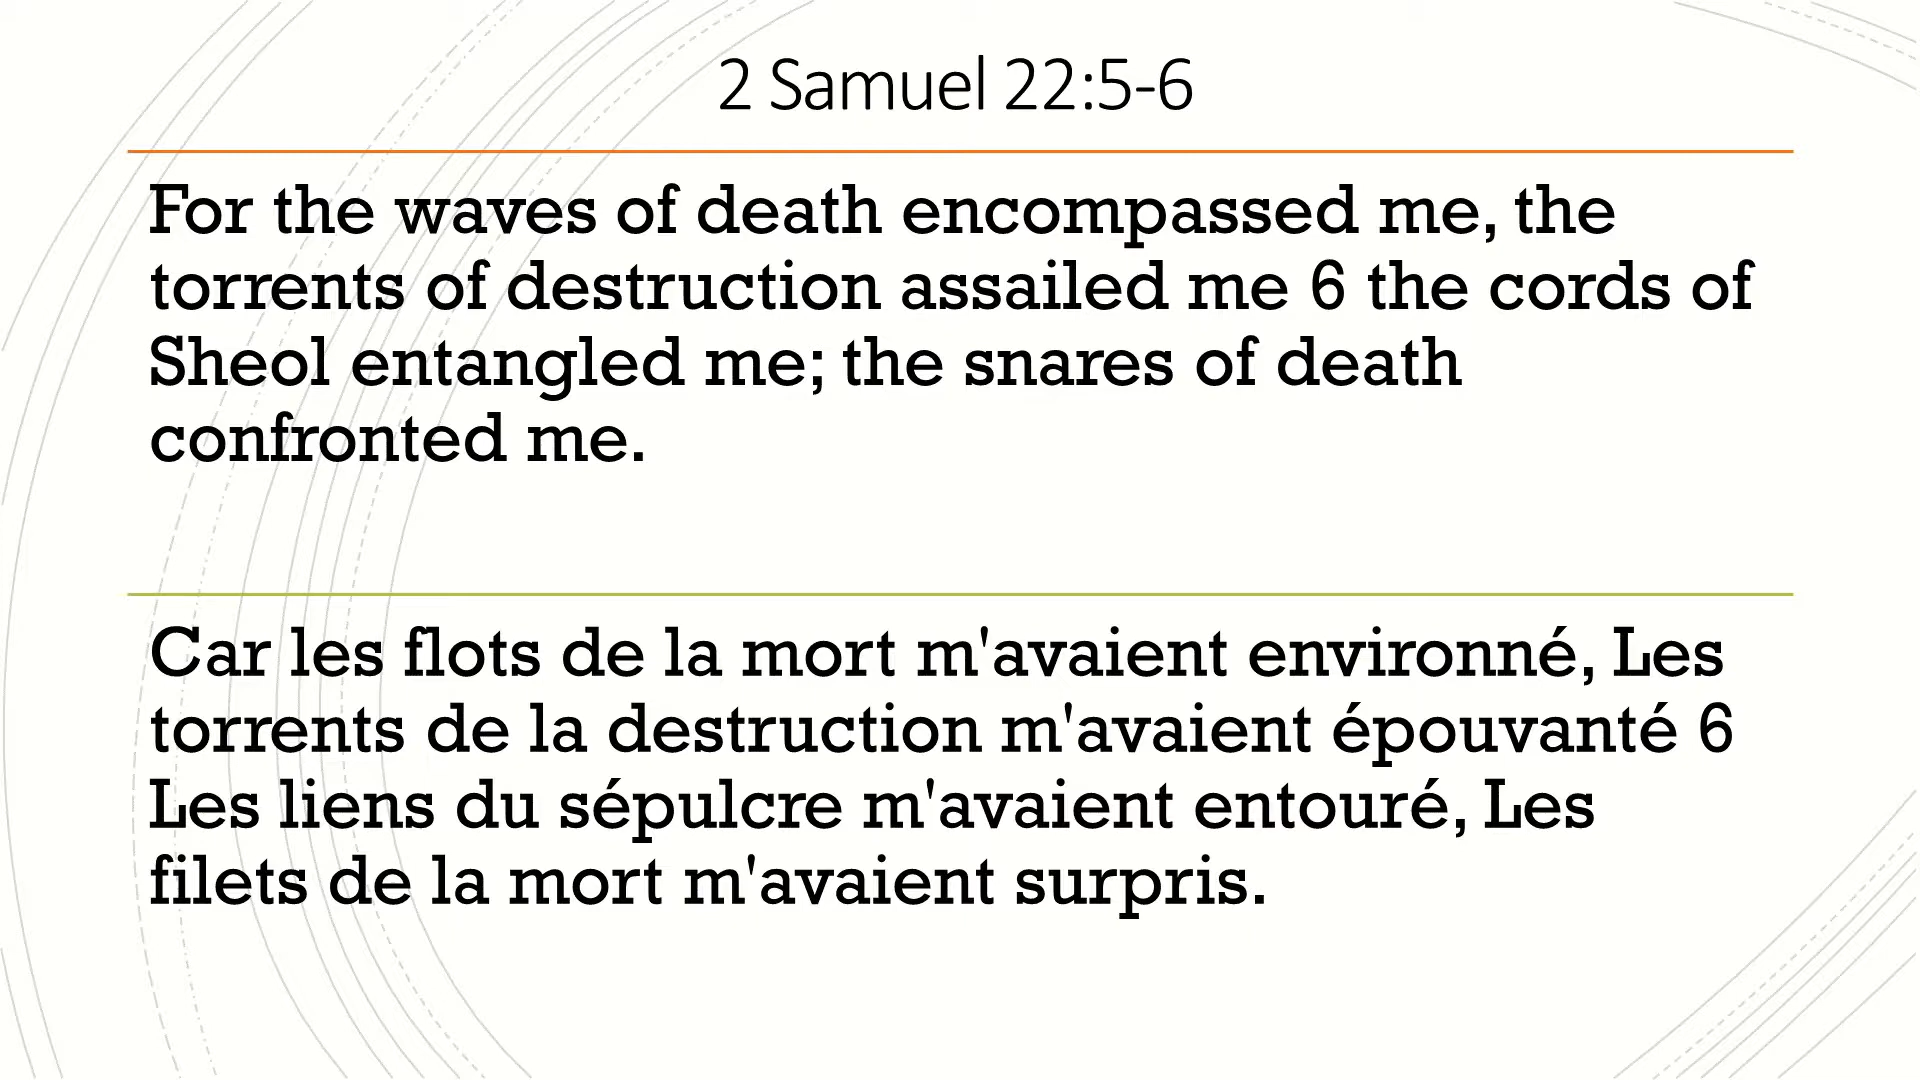 2 Samuel 22:5-6
For the waves of death encompassed me, the
torrents of destruction assailed me 6 the cords of
Sheol entangled me; the snares of death
confronted me.
Car les flots de la mort m'avaient environné, Les
torrents de la destruction m'avaient épouvanté 6
Les liens du sépulcre m'avaient entouré, Les
filets de la mort m'avaient surpris.